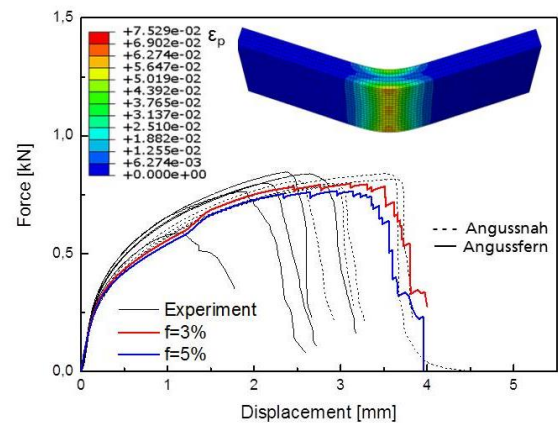 εp
+7.529e-02
+6.902e-02
+6.274e-02
+5.647e-02
+5.019e-02
+4.392e-02
+3.765e-02
+3.137e-02
+2.510e-02
+1.882e-02
+1.255e-02
+6.274e-03
+0.000e+00
1.5
1.0
0.5
0,0
Force [kN]
Angussnah
Angussfern
Experiment
f=3%
f=5%
0 1 2 3 4 5
Displacement [mm]